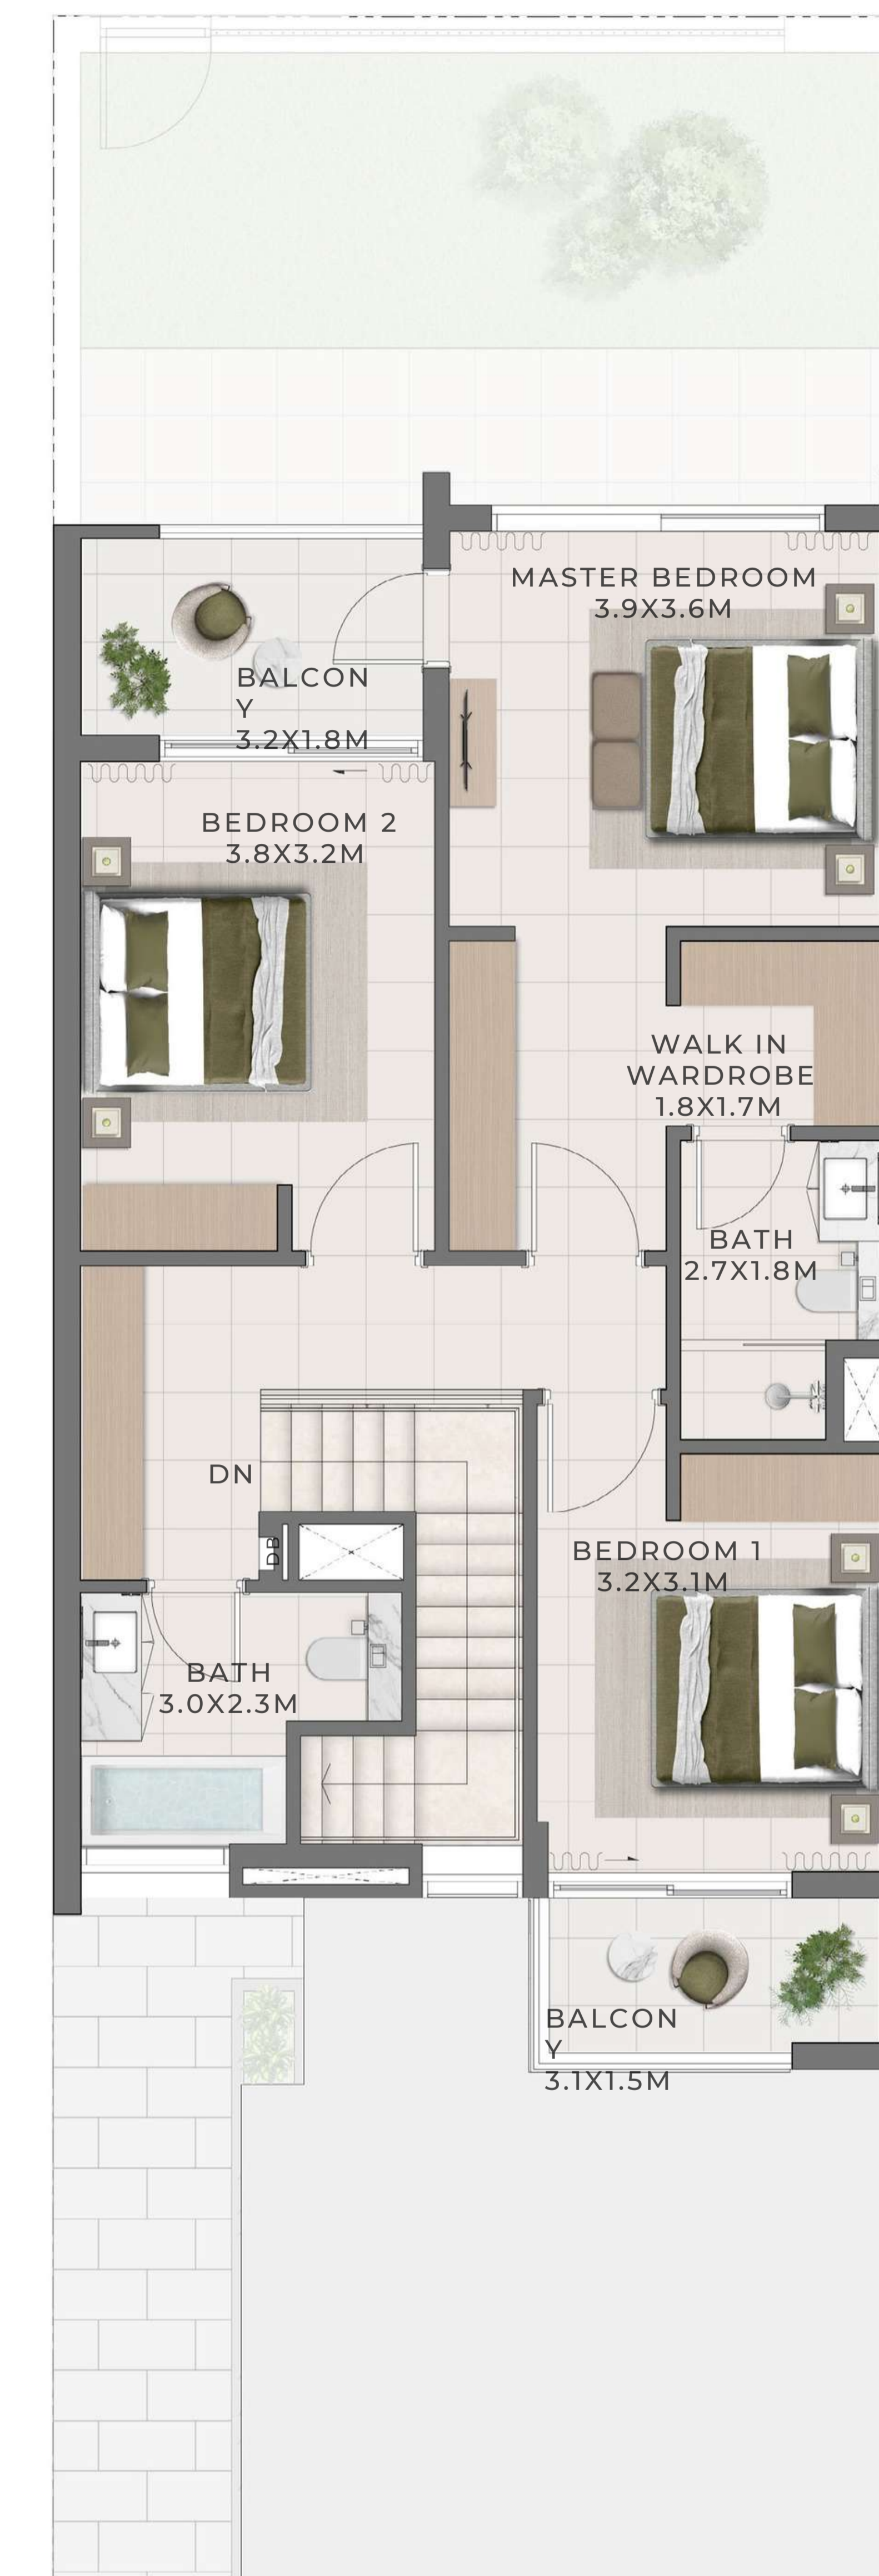 MASTER BEDROOM
3.9X3.6M
BALCON
Y
3.2X1.8M
BEDROOM 2
3.8X3.2M
WALK IN
WARDROBE
1.8X1.7M
BATH
2.7X1.8M
DN
DB
BEDROOM 1
3.2X3.1M
BATH
3.0X2.3M
BALCON
Y
3.1X1.5M